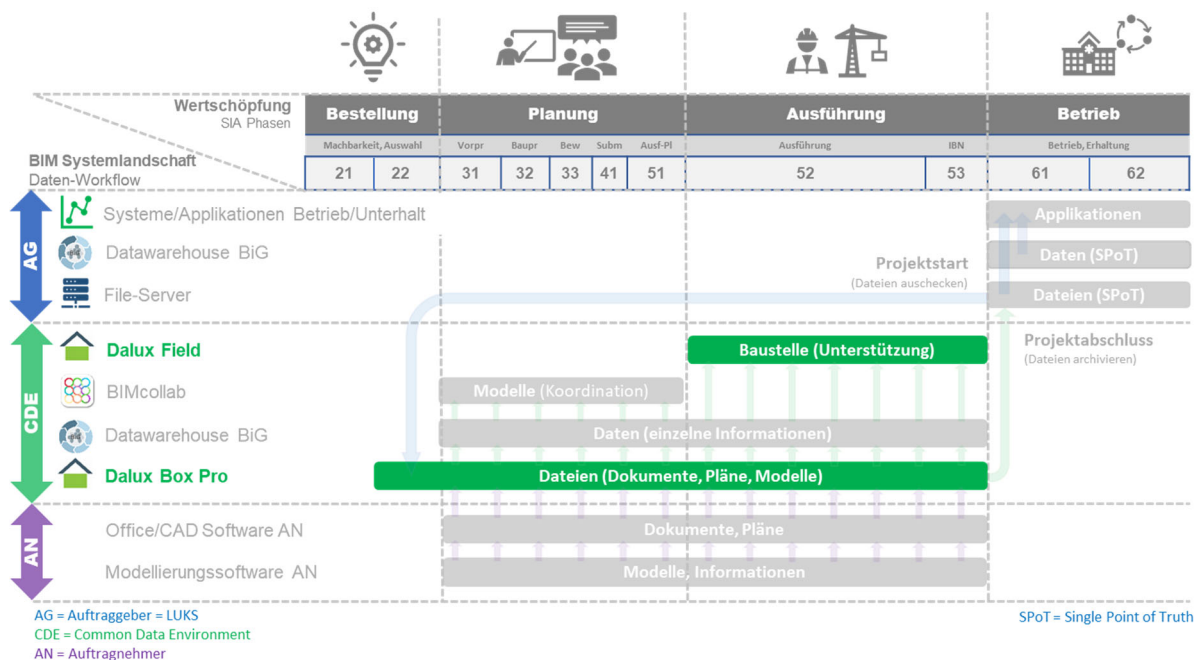 Wertschöpfung
SIA Phasen
Bestellung Planung Ausführung Betrieb
Machbarkeit, Auswahl Vorpr Baupr Bew Subm Ausf-Pl Ausführung IBN Betrieb, Erhaltung
BIM Systemlandschaft
Daten-Workflow
21 22 31 32 33 41 51 52 53 61 62
AG
Systeme/Applikationen Betrieb/Unterhalt Applikationen
Datawarehouse BiG Daten (SPoT)
Projektstart
(Dateien auschecken)
File-Server Dateien (SPoT)
CDE
Dalux Field Baustelle (Unterstützung) Projektabschluss
(Dateien archivieren)
BIMcollab Modelle (Koordination)
Datawarehouse BiG Daten (einzelne Informationen)
Dalux Box Pro Dateien (Dokumente, Pläne, Modelle)
AN
Office/CAD Software AN Dokumente, Pläne
Modellierungssoftware AN Modelle, Informationen
AG = Auftraggeber = LUKS SPoT = Single Point of Truth
CDE = Common Data Environment
AN = Auftragnehmer